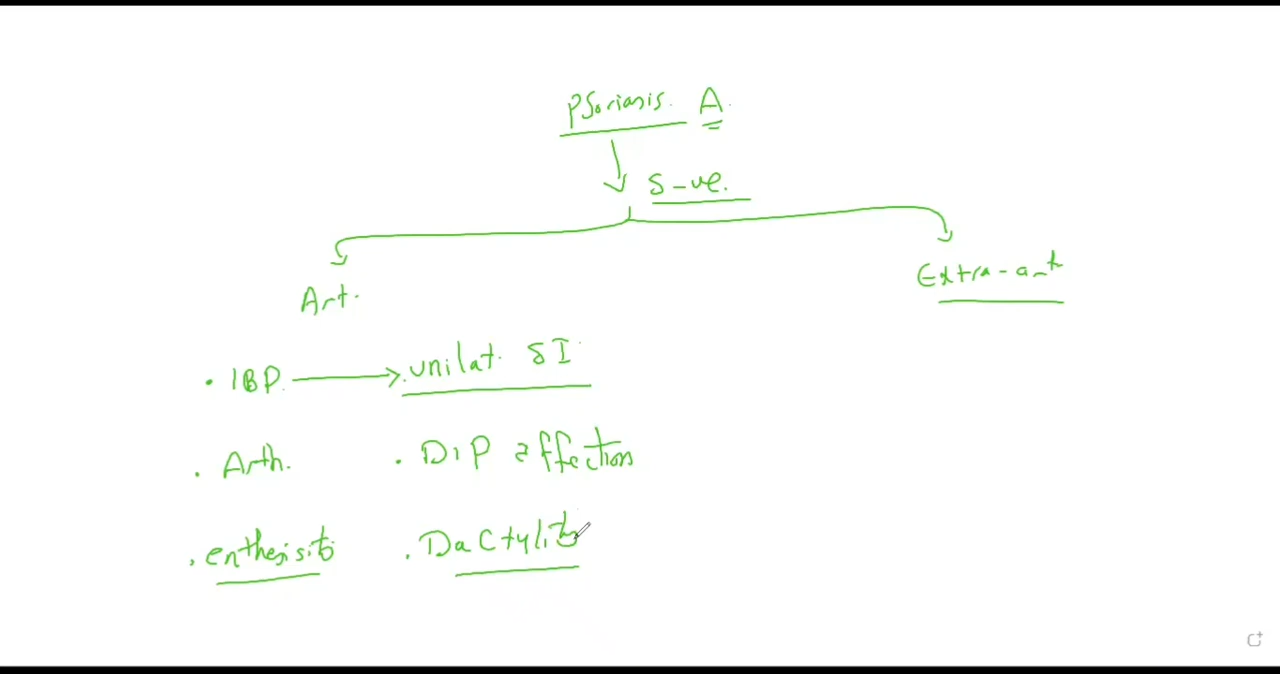 Psoriasis. A.
S-ve.
Art.
Extra-art
• IBP. → unilat. SI
• Arth. • DIP affection
• enthesitis • Dactylitis